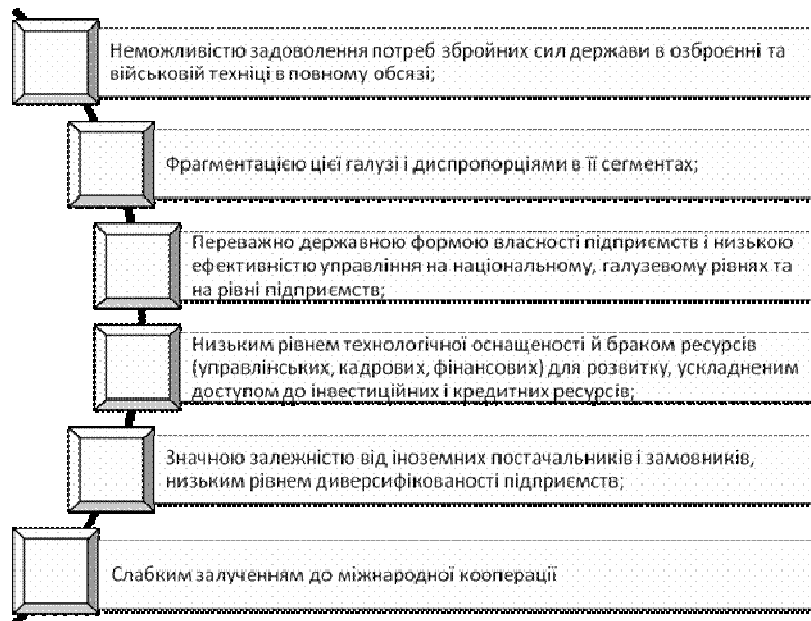 Неможливістю задоволення потреб збройних сил держави в озброєнні та
військовій техніці в повному обсязі;
Фрагментацією цієї галузі і диспропорціями в її сегментах;
Переважно державною формою власності підприємств і низькою
ефективністю управління на національному, галузевому рівнях та
на рівні підприємств;
Низьким рівнем технологічної оснащеності й браком ресурсів
(управлінських, кадрових, фінансових) для розвитку, ускладненим
доступом до інвестиційних і кредитних ресурсів;
Значною залежністю від іноземних постачальників і замовників,
низьким рівнем диверсифікованості підприємств;
Слабким залученням до міжнародної кооперації